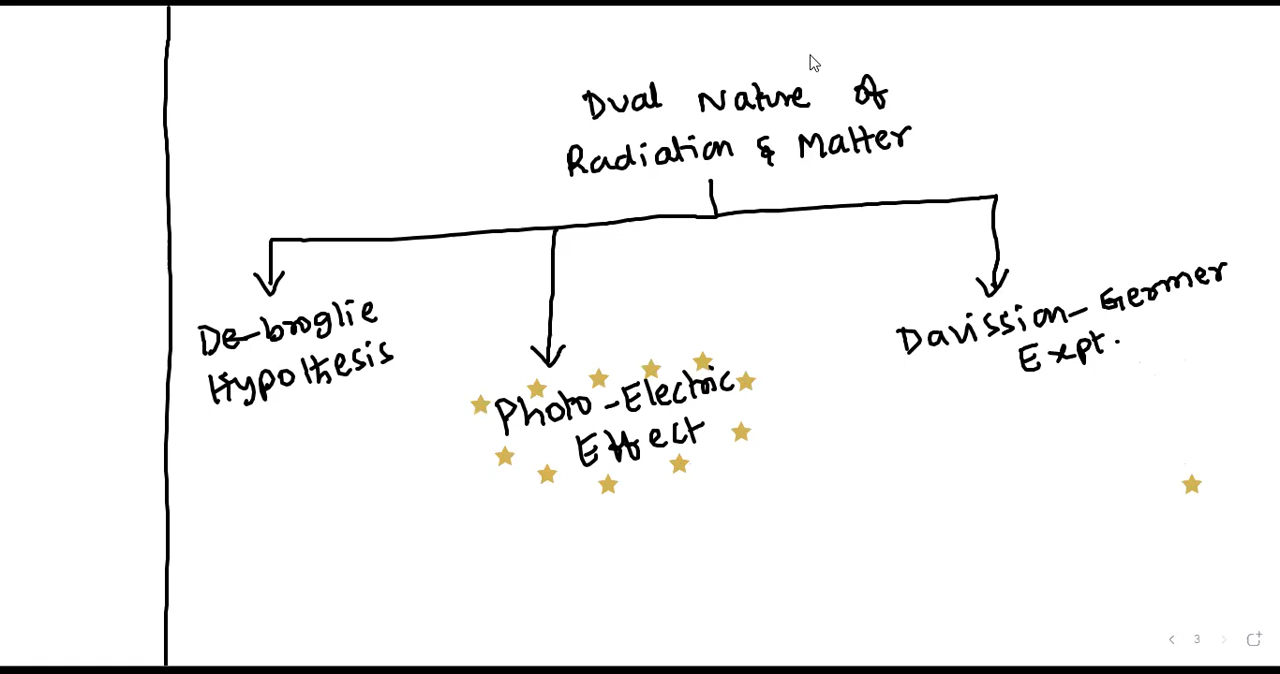 Dual Nature of
Radiation & Matter
De-broglie
Hypothesis
Photo-Electric
Effect
Davission-Germer
Expt.
3